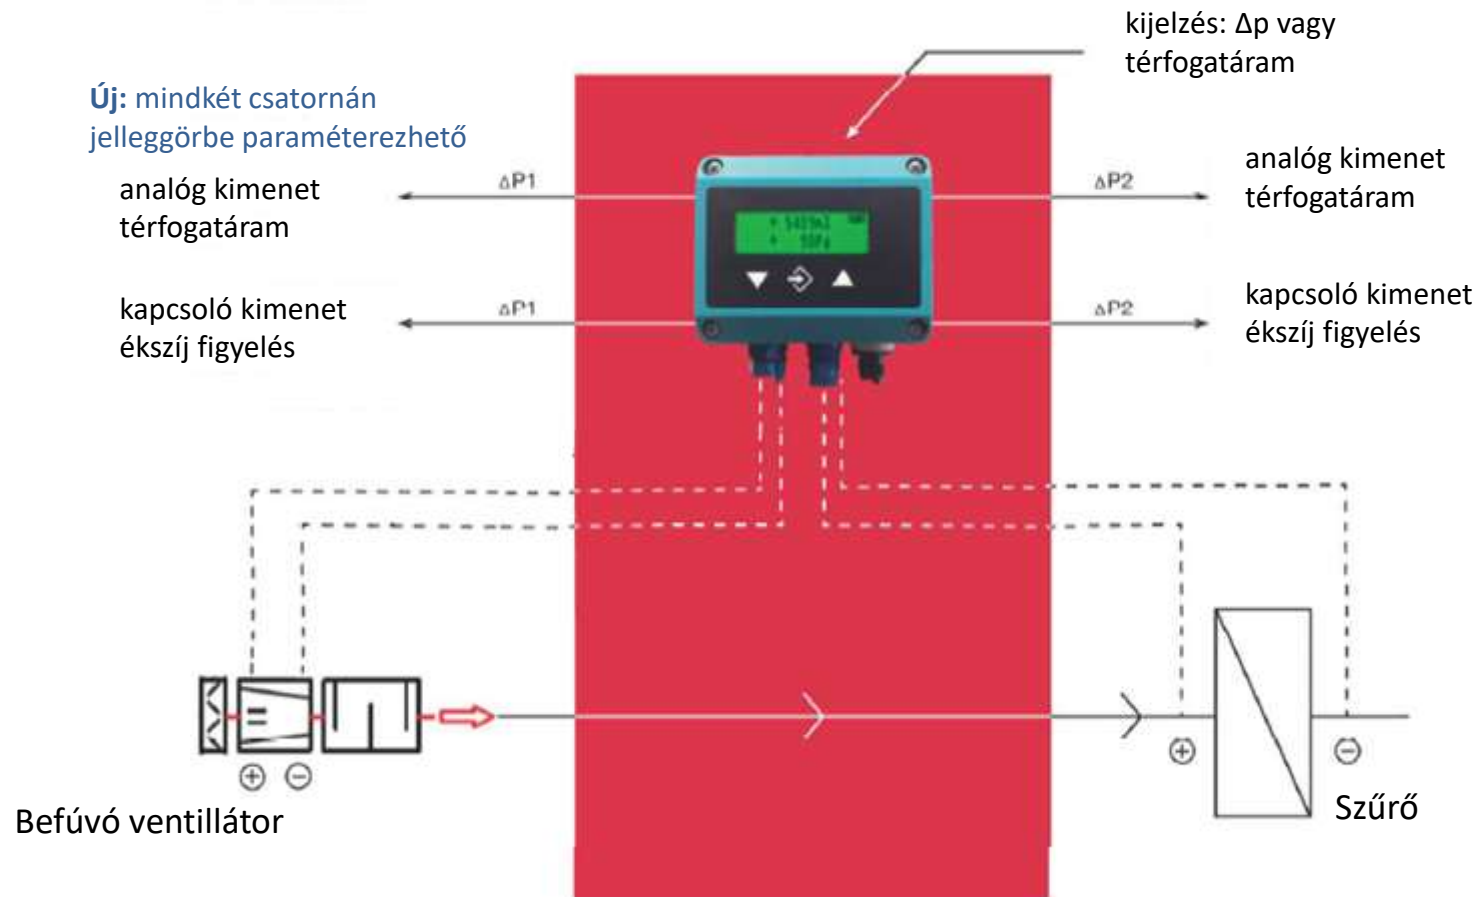 kijelzés: Δp vagy
térfogatáram
Új: mindkét csatornán
jelleggörbe paraméterezhető
analóg kimenet
térfogatáram
ΔP1
ΔP2
analóg kimenet
térfogatáram
kapcsoló kimenet
ékszíj figyelés
ΔP1
ΔP2
kapcsoló kimenet
ékszíj figyelés
+ −
+
−
Befúvó ventillátor
Szűrő